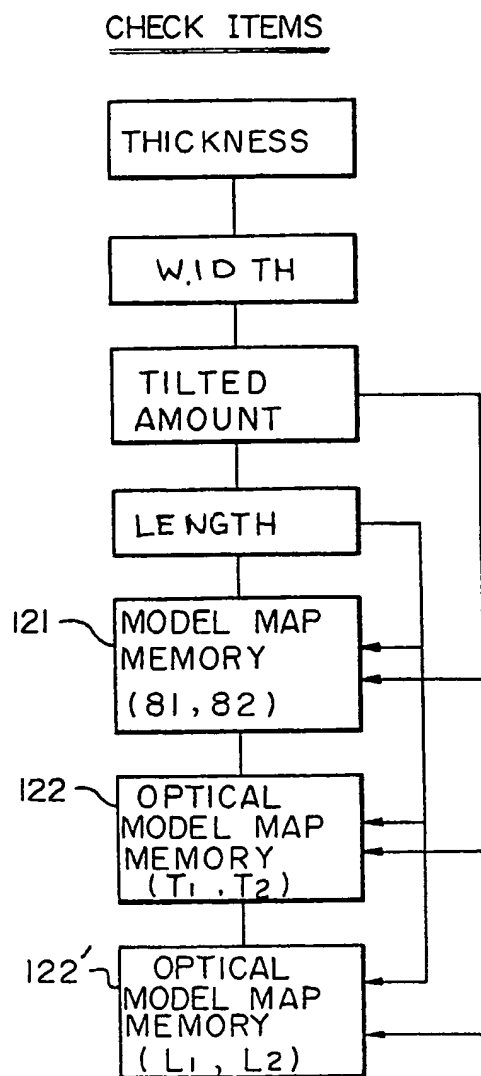 CHECK ITEMS
THICKNESS
W.IDTH
TILTED
AMOUNT
LENGTH
121
MODEL MAP
MEMORY
(81, 82)
122
OPTICAL
MODEL MAP
MEMORY
(T1, T2)
122'
OPTICAL
MODEL MAP
MEMORY
(L1, L2)